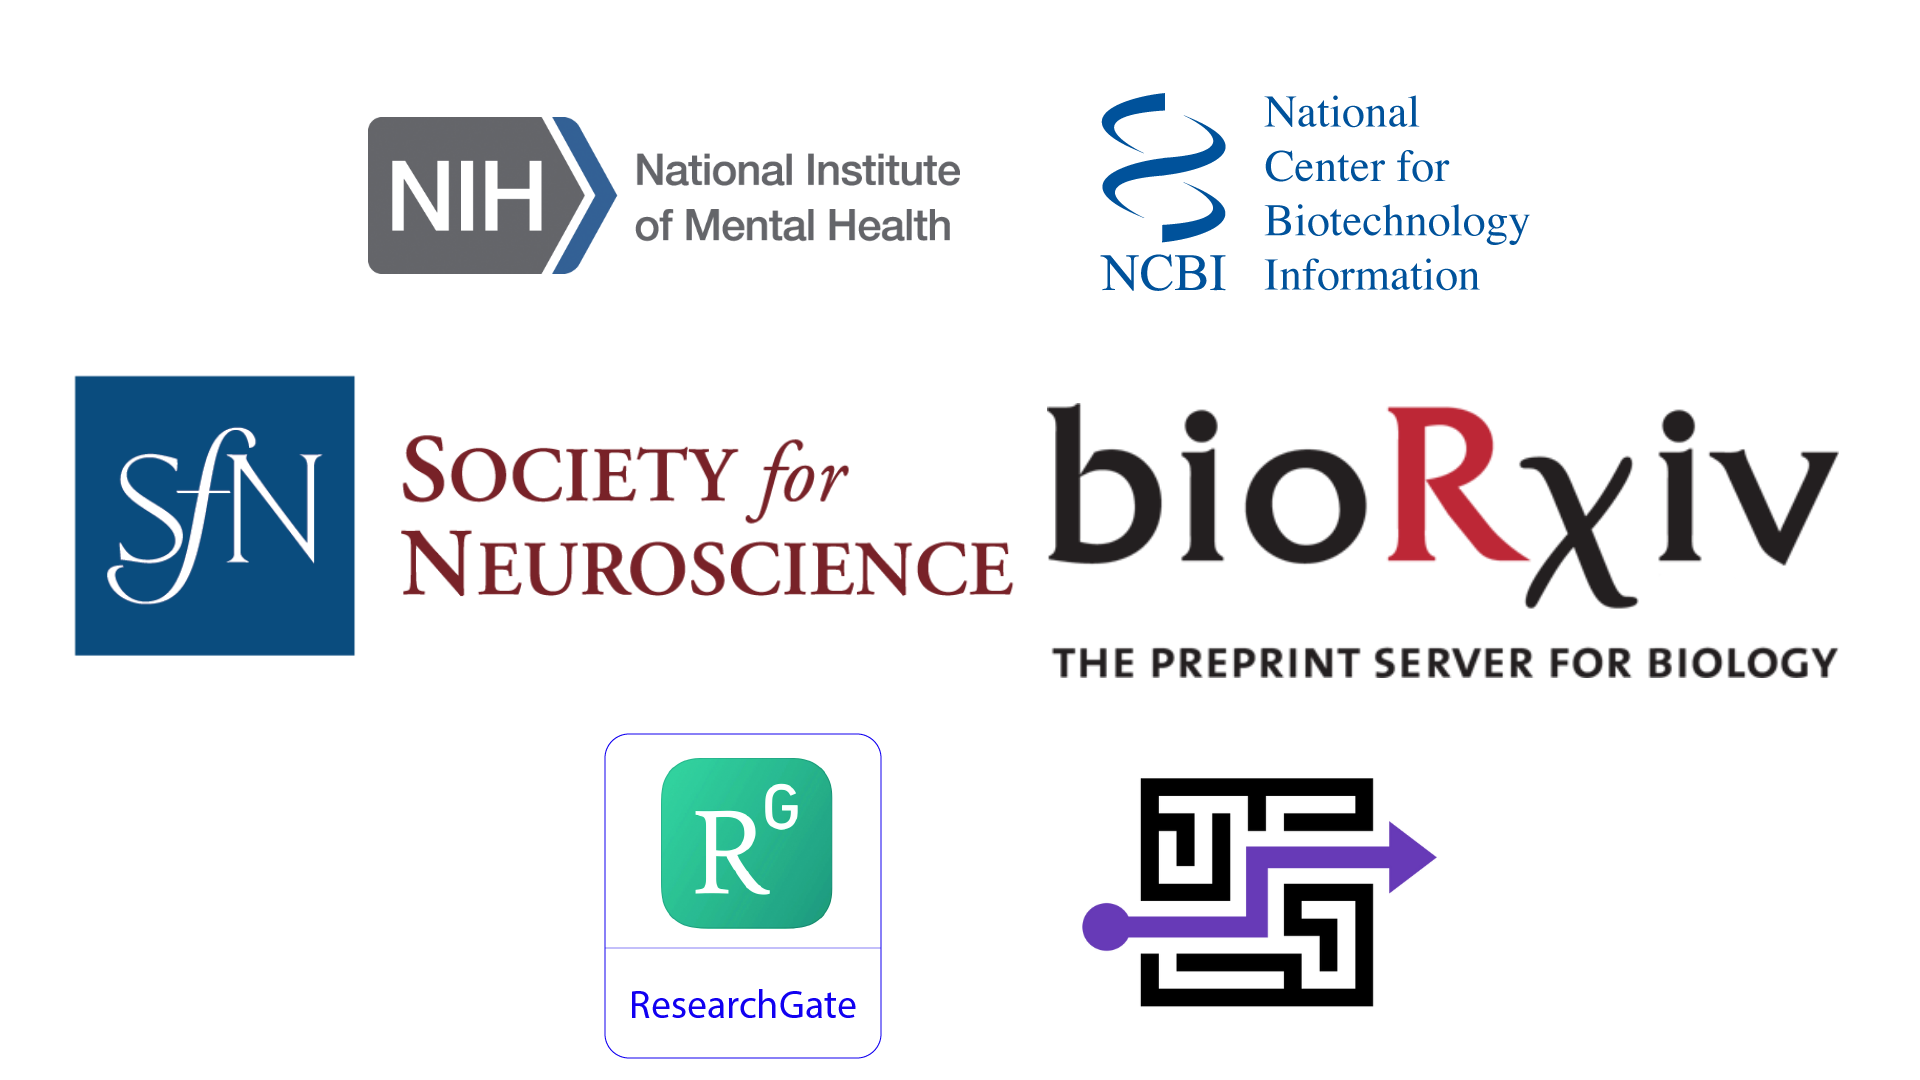 NIH
National Institute
of Mental Health
NCBI
National
Center for
Biotechnology
Information
SfN
SOCIETY for
NEUROSCIENCE
bioRχiv
THE PREPRINT SERVER FOR BIOLOGY
RG
ResearchGate